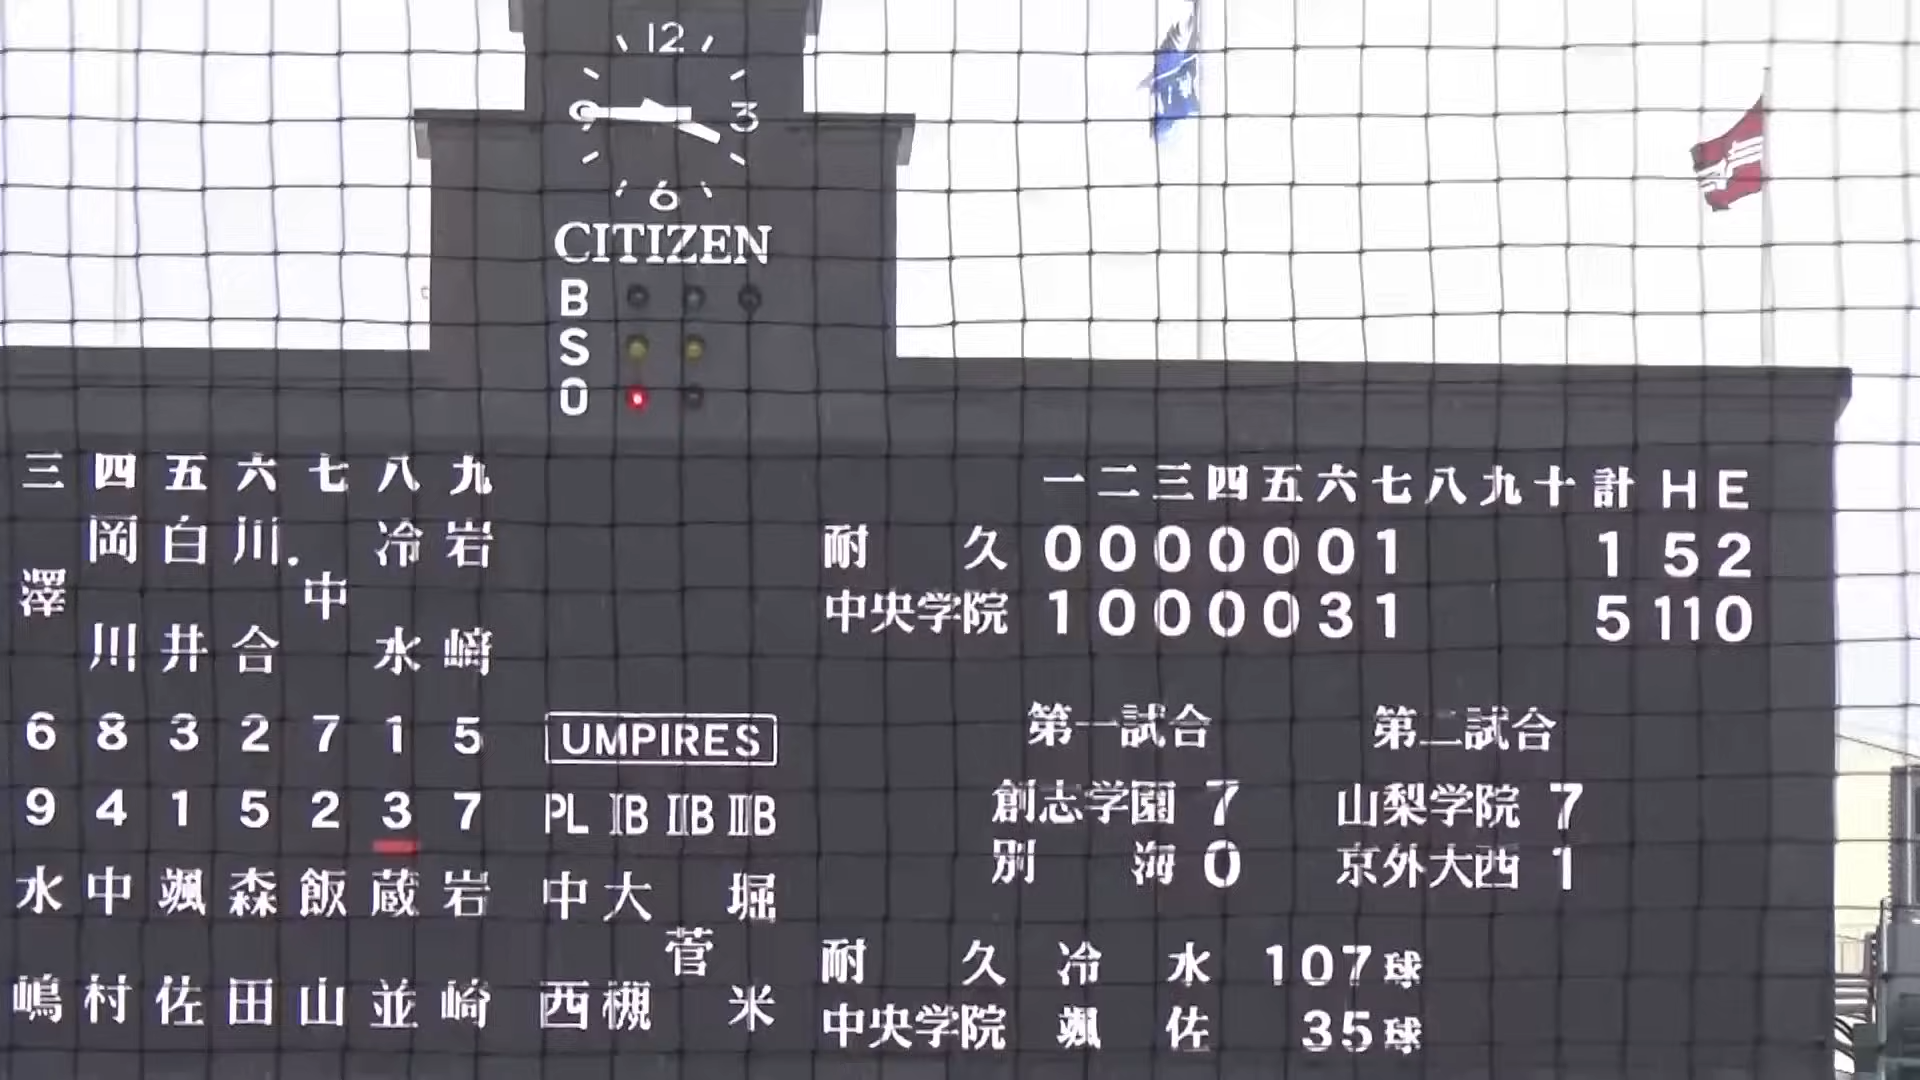 12
9 3
6
CITIZEN
B
S
O
三 四 五 六 七 八 九
澤 岡川 白井 川合 中 冷水 岩﨑
6 8 3 2 7 1 5
9 4 1 5 2 3 7
水嶋 中村 颯佐 森田 飯山 蔵並 岩崎
UMPIRES
PL ⅠB ⅡB ⅢB
中西 大槻 菅 堀米
一 二 三 四 五 六 七 八 九 十 計 H E
耐久 0 0 0 0 0 0 1 1 5 2
中央学院 1 0 0 0 0 3 1 5 11 0
第一試合
創志学園 7
別海 0
第二試合
山梨学院 7
京外大西 1
耐久 冷水 107球
中央学院 颯佐 35球